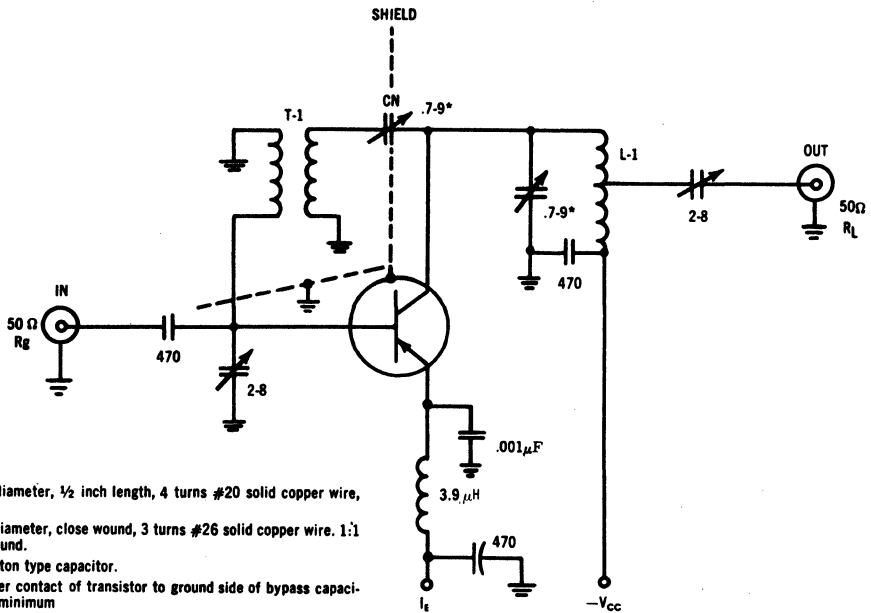 SHIELD
CN
.7-9*
T-1
L-1
OUT
.7-9*
2-8
50Ω
R_L
470
IN
50 Ω
Rg
470
2-8
.001μF
3.9 μH
470
I_E
—V_CC
diameter, ½ inch length, 4 turns #20 solid copper wire,
diameter, close wound, 3 turns #26 solid copper wire. 1:1
und.
ton type capacitor.
er contact of transistor to ground side of bypass capaci-
minimum